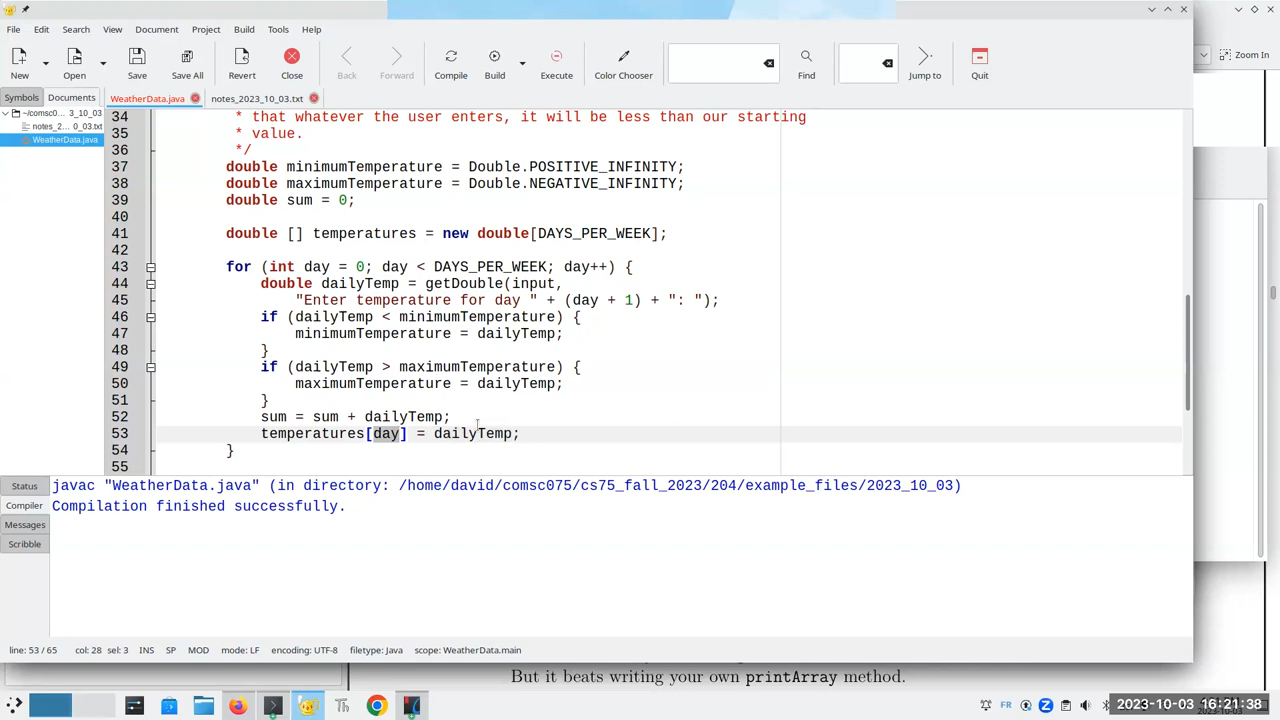 File Edit Search View Document Project Build Tools Help
New Open Save Save All Revert Close Back Forward Compile Build Execute Color Chooser Find Jump to Quit
Zoom In
Symbols Documents WeatherData.java notes_2023_10_03.txt
~/comsc0… 3_10_03
notes_2… 0_03.txt
WeatherData.java
34 * that whatever the user enters, it will be less than our starting
35 * value.
36 */
37 double minimumTemperature = Double.POSITIVE_INFINITY;
38 double maximumTemperature = Double.NEGATIVE_INFINITY;
39 double sum = 0;
40
41 double [] temperatures = new double[DAYS_PER_WEEK];
42
43 for (int day = 0; day < DAYS_PER_WEEK; day++) {
44 double dailyTemp = getDouble(input,
45 "Enter temperature for day " + (day + 1) + ": ");
46 if (dailyTemp < minimumTemperature) {
47 minimumTemperature = dailyTemp;
48 }
49 if (dailyTemp > maximumTemperature) {
50 maximumTemperature = dailyTemp;
51 }
52 sum = sum + dailyTemp;
53 temperatures[day] = dailyTemp;
54 }
55
Status
Compiler
Messages
Scribble
javac "WeatherData.java" (in directory: /home/david/comsc075/cs75_fall_2023/204/example_files/2023_10_03)
Compilation finished successfully.
line: 53 / 65 col: 28 sel: 3 INS SP MOD mode: LF encoding: UTF-8 filetype: Java scope: WeatherData.main
But it beats writing your own printArray method.
FR
2023-10-03 16:21:38